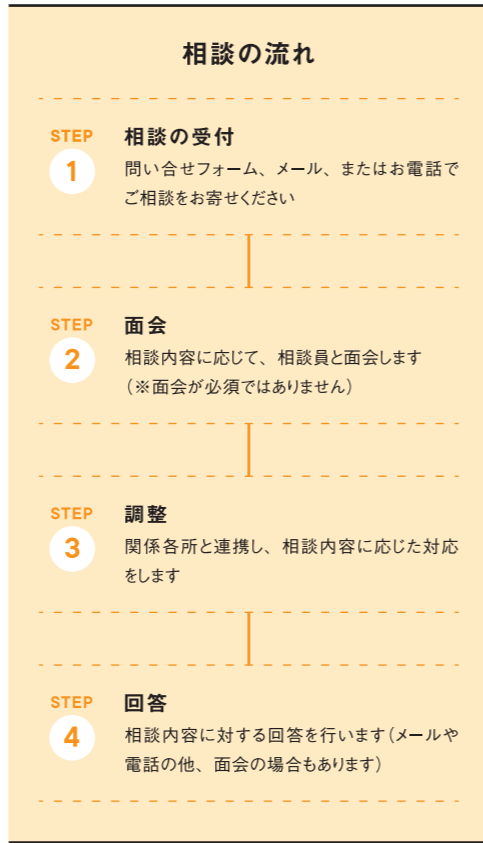 相談の流れ
STEP
1
相談の受付
問い合せフォーム、メール、またはお電話で
ご相談をお寄せください
STEP
2
面会
相談内容に応じて、相談員と面会します
（※面会が必須ではありません）
STEP
3
調整
関係各所と連携し、相談内容に応じた対応
をします
STEP
4
回答
相談内容に対する回答を行います（メールや
電話の他、面会の場合もあります）